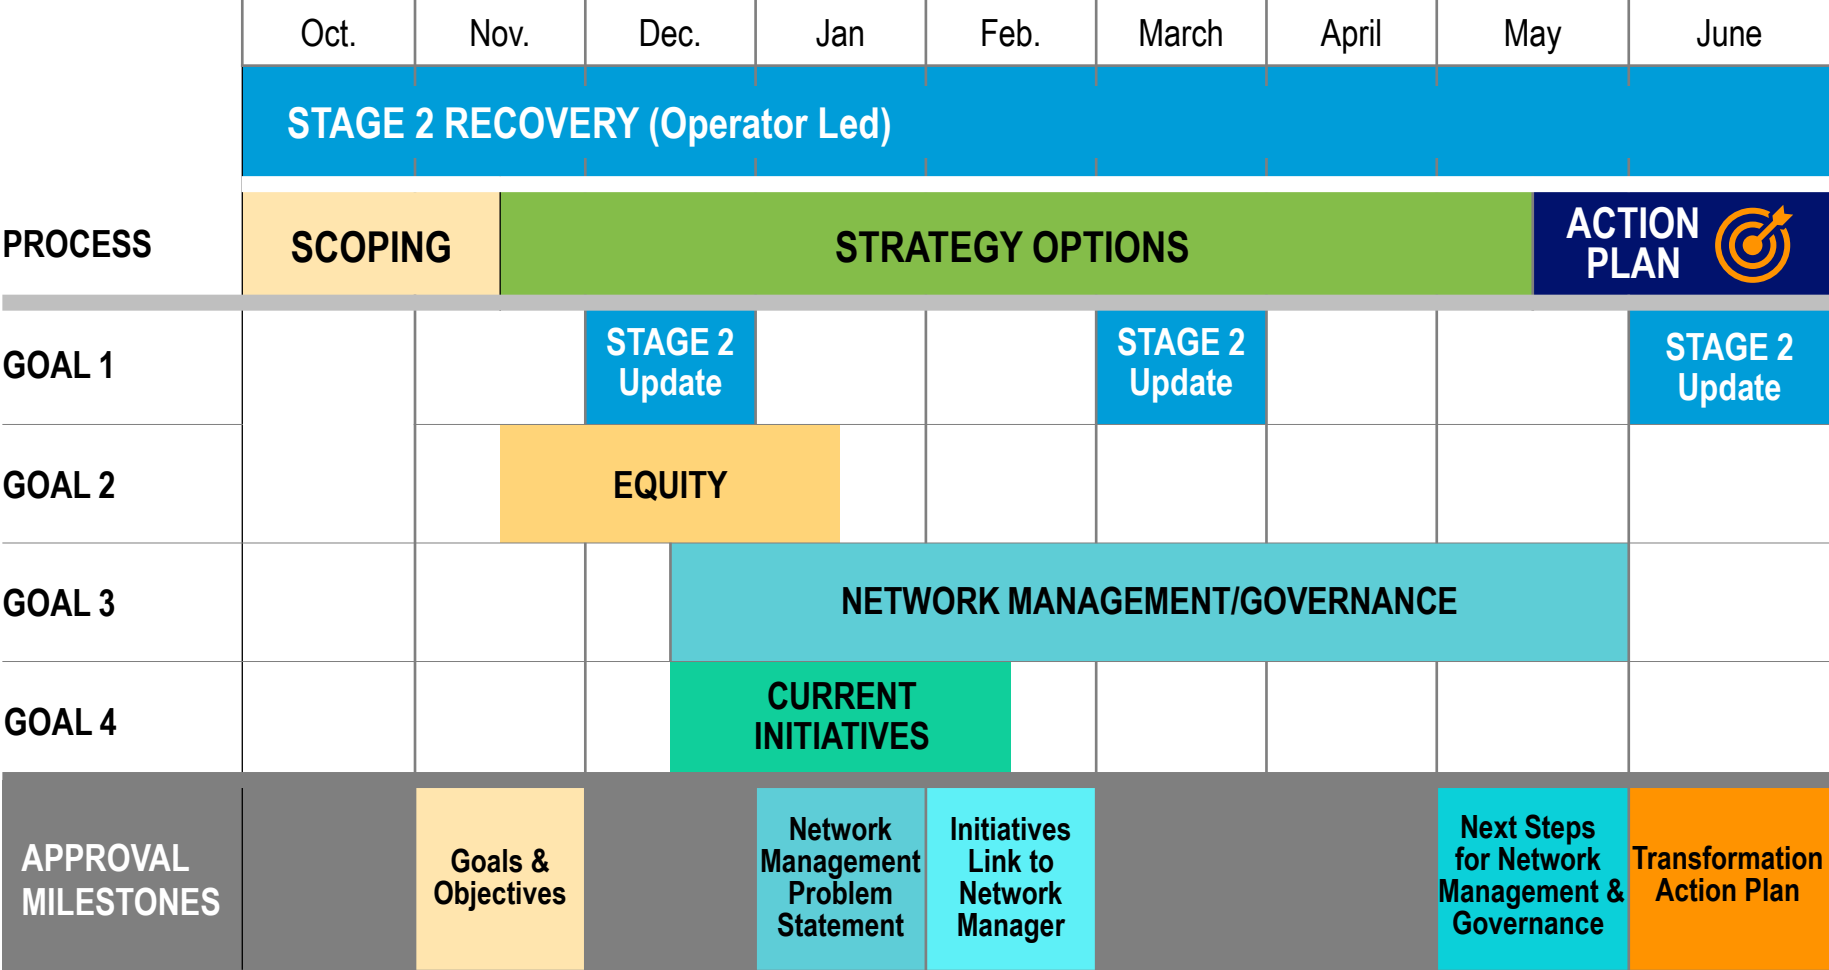 Oct. Nov. Dec. Jan Feb. March April May June
STAGE 2 RECOVERY (Operator Led)
PROCESS
SCOPING
STRATEGY OPTIONS
ACTION
PLAN
GOAL 1
STAGE 2
Update
STAGE 2
Update
STAGE 2
Update
GOAL 2
EQUITY
GOAL 3
NETWORK MANAGEMENT/GOVERNANCE
GOAL 4
CURRENT
INITIATIVES
APPROVAL
MILESTONES
Goals &
Objectives
Network
Management
Problem
Statement
Initiatives
Link to
Network
Manager
Next Steps
for Network
Management &
Governance
Transformation
Action Plan